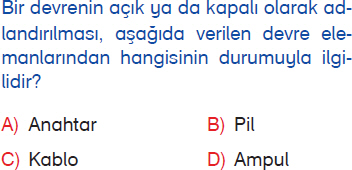 Bir devrenin açık ya da kapalı olarak ad-
landırılması, aşağıda verilen devre ele-
manlarından hangisinin durumuyla ilgi-
lidir?
A) Anahtar B) Pil
C) Kablo D) Ampul